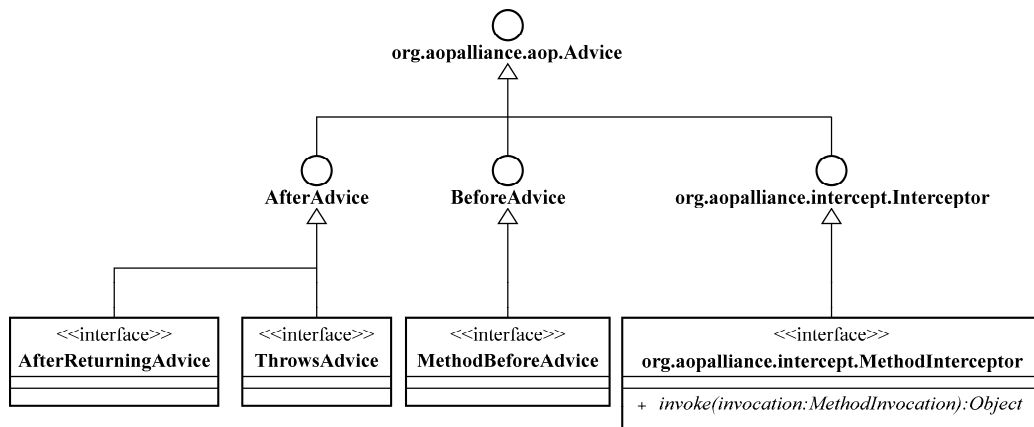 org.aopalliance.aop.Advice
AfterAdvice
BeforeAdvice
org.aopalliance.intercept.Interceptor
<<interface>>
AfterReturningAdvice
<<interface>>
ThrowsAdvice
<<interface>>
MethodBeforeAdvice
<<interface>>
org.aopalliance.intercept.MethodInterceptor
+ invoke(invocation:MethodInvocation):Object